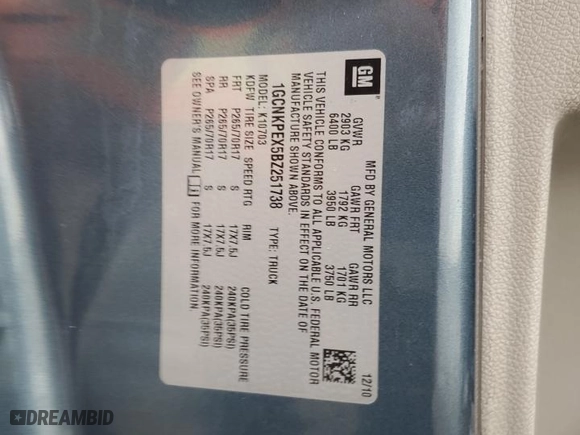 GM
MFD BY GENERAL MOTORS LLC
12/10
GVWR GAWR FRT GAWR RR
2903 KG 1792 KG 1701 KG
6400 LB 3950 LB 3750 LB
THIS VEHICLE CONFORMS TO ALL APPLICABLE U.S. FEDERAL MOTOR
VEHICLE SAFETY STANDARDS IN EFFECT ON THE DATE OF
MANUFACTURE SHOWN ABOVE.
1GCNKPEX5BZ251738 TYPE: TRUCK
MODEL: K10703
KDFW TIRE SIZE SPEED RTG RIM COLD TIRE PRESSURE
FRT P265/70R17 S 17X7.5J 240KPA(35PSI)
RR P265/70R17 S 17X7.5J 240KPA(35PSI)
SPA P265/70R17 S 17X7.5J 240KPA(35PSI)
SEE OWNER'S MANUAL FOR MORE INFORMATION.
DREAMBID